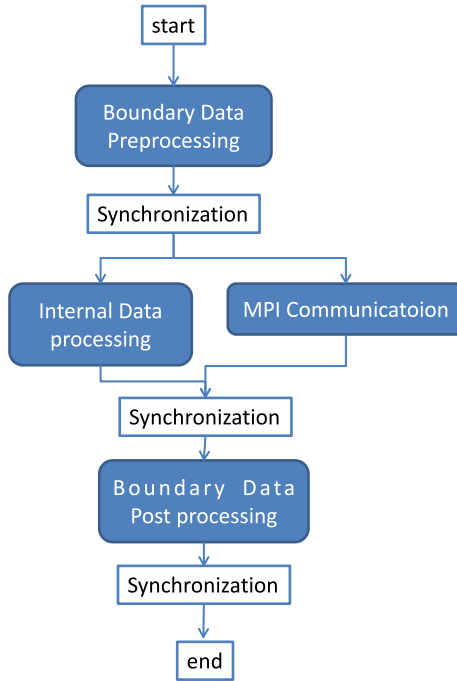 start
Boundary Data
Preprocessing
Synchronization
Internal Data
processing
MPI Communicatoion
Synchronization
Boundary Data
Post processing
Synchronization
end